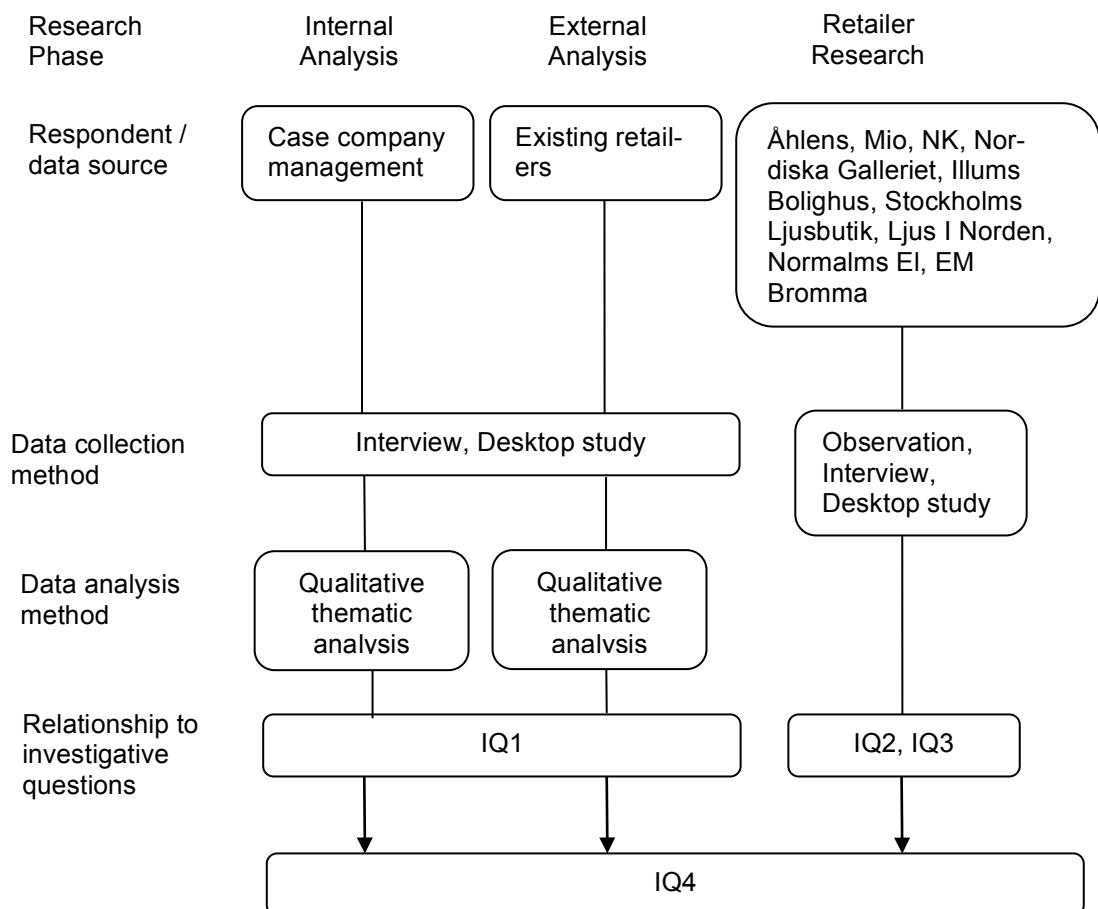 Research
Phase
Internal
Analysis
External
Analysis
Retailer
Research
Respondent /
data source
Case company
management
Existing retail-
ers
Åhlens, Mio, NK, Nor-
diska Galleriet, Illums
Bolighus, Stockholms
Ljusbutik, Ljus I Norden,
Normalms El, EM
Bromma
Data collection
method
Interview, Desktop study
Observation,
Interview,
Desktop study
Data analysis
method
Qualitative
thematic
analysis
Qualitative
thematic
analysis
Relationship to
investigative
questions
IQ1
IQ2, IQ3
IQ4